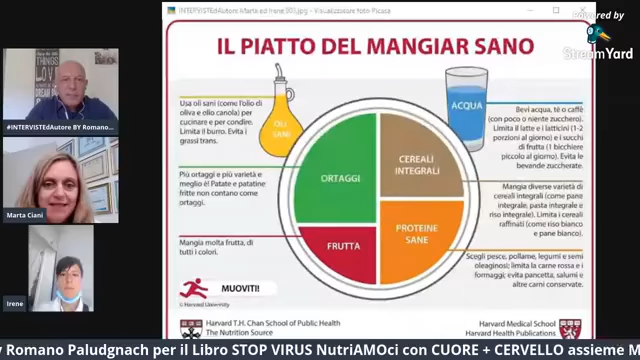 INTERVISTEdAutore Marta ed Irene 003.jpg - Visualizzatore foto Picasa
Powered by
StreamYard
IL PIATTO DEL MANGIAR SANO
Usa oli sani (come l'olio di
oliva e olio canola) per
cucinare e per condire.
Limita il burro. Evita i
grassi trans.
OLI
SANI
ACQUA
Bevi acqua, tè o caffè
(con poco o niente zucchero).
Limita il latte e i latticini (1-2
porzioni al giorno) e i succhi
di frutta (1 bicchiere
piccolo al giorno). Evita le
bevande zuccherate.
Più ortaggi e più varietà e
meglio è! Patate e patatine
fritte non contano come
ortaggi.
ORTAGGI
CEREALI
INTEGRALI
Mangia diverse varietà di
cereali integrali (come pane
integrale, pasta integrale e
riso integrale). Limita i cereali
raffinati (come riso bianco
e pane bianco).
Mangia molta frutta, di
tutti i colori.
FRUTTA
PROTEINE
SANE
Scegli pesce, pollame, legumi e semi
oleaginosi; limita la carne rossa e i
formaggi; evita pancetta, salumi e
altre carni conservate.
MUOVITI!
© Harvard University
Harvard T.H. Chan School of Public Health
The Nutrition Source
Harvard Medical School
Harvard Health Publications
THINGS
LOVE
#INTERVISTEdAutore BY Romano...
Marta Ciani
Irene
y Romano Paludgnach per il Libro STOP VIRUS NutriAMOci con CUORE + CERVELLO assieme M